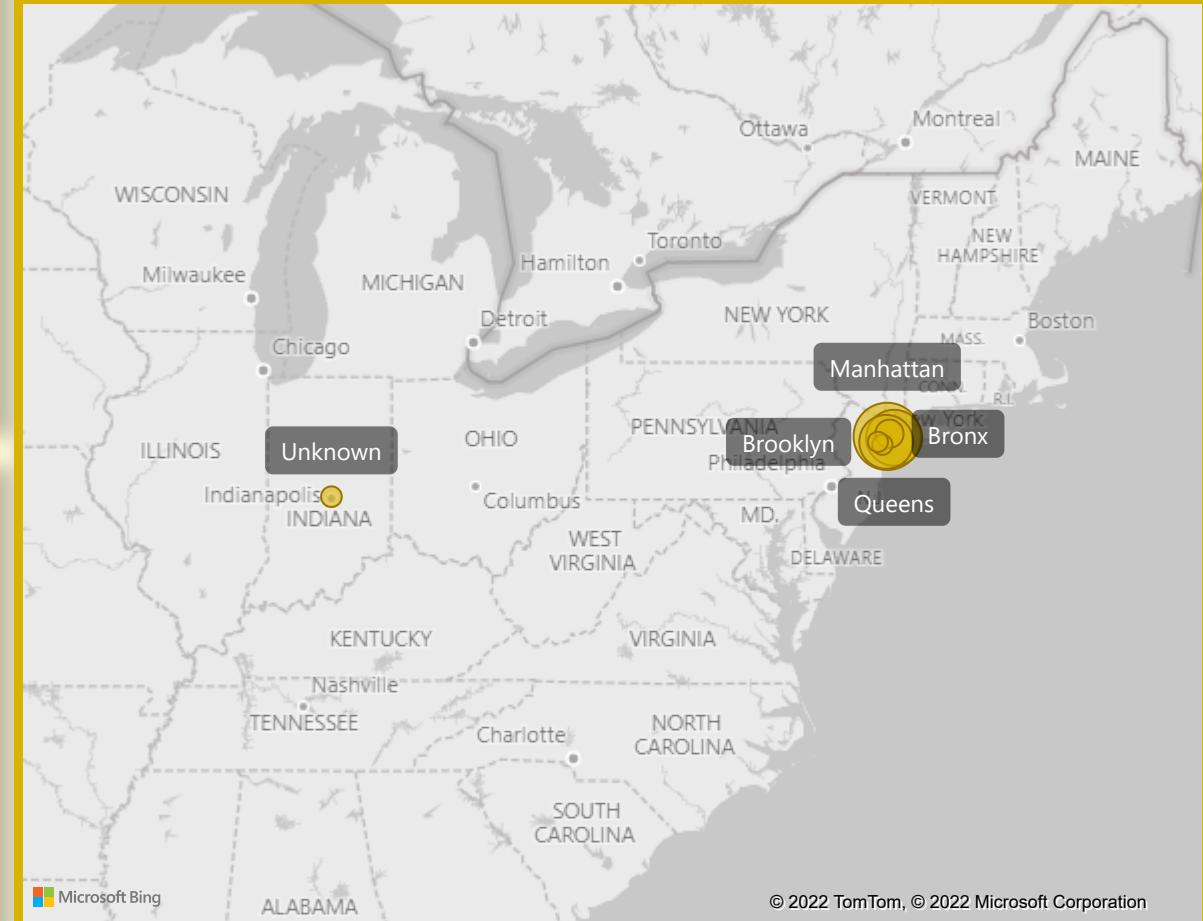 Ottawa
Montreal
MAINE
WISCONSIN
VERMONT
NEW
HAMPSHIRE
Toronto
Hamilton
Milwaukee
MICHIGAN
NEW YORK
Detroit
Boston
MASS.
Chicago
Manhattan
CONN.
R.I.
PENNSYLVANIA
New York
Bronx
Brooklyn
OHIO
ILLINOIS
Unknown
Philadelphia
Indianapolis
Columbus
Queens
INDIANA
MD.
WEST
VIRGINIA
DELAWARE
KENTUCKY
VIRGINIA
Nashville
TENNESSEE
NORTH
CAROLINA
Charlotte
SOUTH
CAROLINA
ALABAMA
Microsoft Bing
© 2022 TomTom, © 2022 Microsoft Corporation